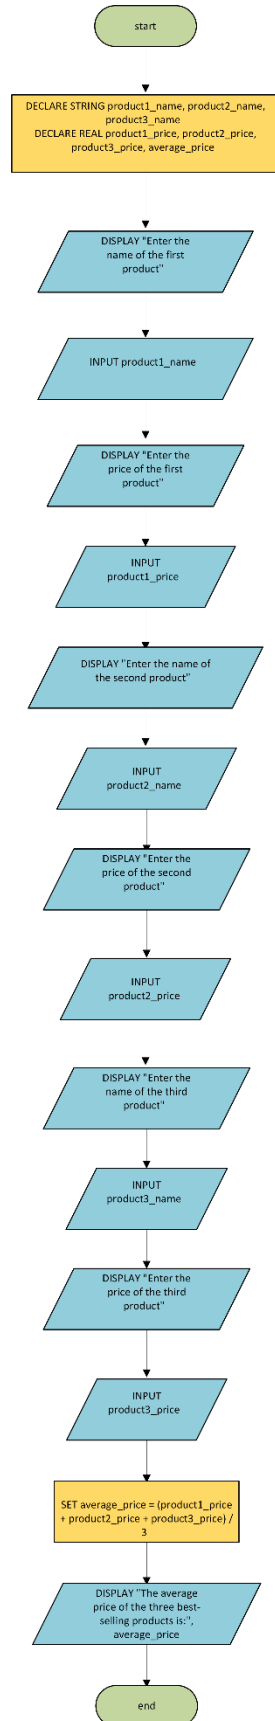 start
DECLARE STRING product1_name, product2_name,
product3_name
DECLARE REAL product1_price, product2_price,
product3_price, average_price
DISPLAY "Enter the
name of the first
product"
INPUT product1_name
DISPLAY "Enter the
price of the first
product"
INPUT
product1_price
DISPLAY "Enter the name of
the second product"
INPUT
product2_name
DISPLAY "Enter the
price of the second
product"
INPUT
product2_price
DISPLAY "Enter the
name of the third
product"
INPUT
product3_name
DISPLAY "Enter the
price of the third
product"
INPUT
product3_price
SET average_price = (product1_price
+ product2_price + product3_price) /
3
DISPLAY "The average
price of the three best-
selling products is:",
average_price
end